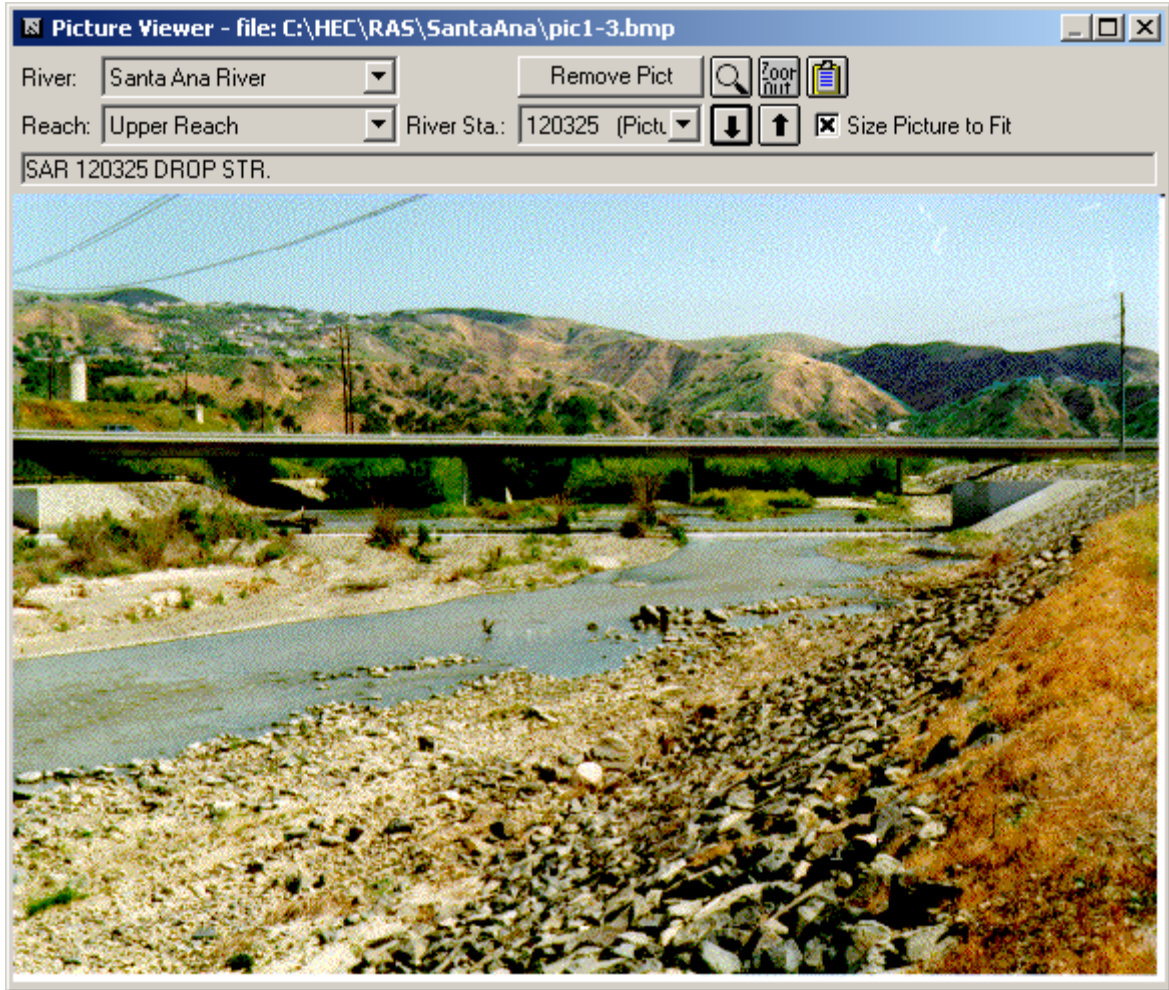 Picture Viewer - file: C:\HEC\RAS\SantaAna\pic1-3.bmp
River: Santa Ana River Remove Pict Zoom Out
Reach: Upper Reach River Sta.: 120325 (Pictu Size Picture to Fit
SAR 120325 DROP STR.